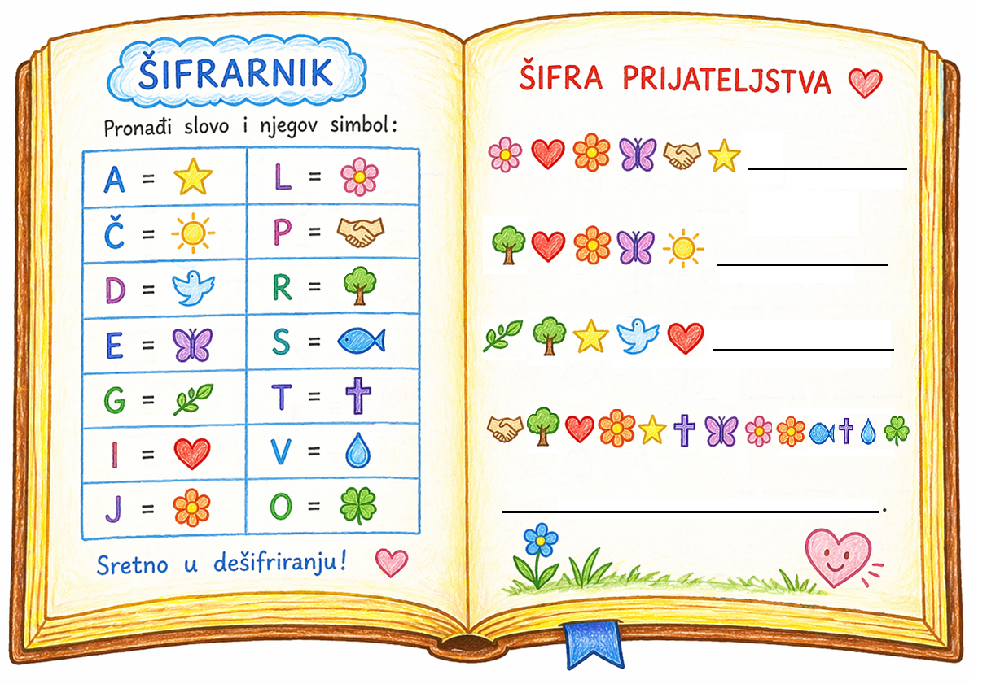 ŠIFRARNIK
Pronađi slovo i njegov simbol:
A = L =
Č = P =
D = R =
E = S =
G = T =
I = V =
J = O =
Sretno u dešifriranju!
ŠIFRA PRIJATELJSTVA
.